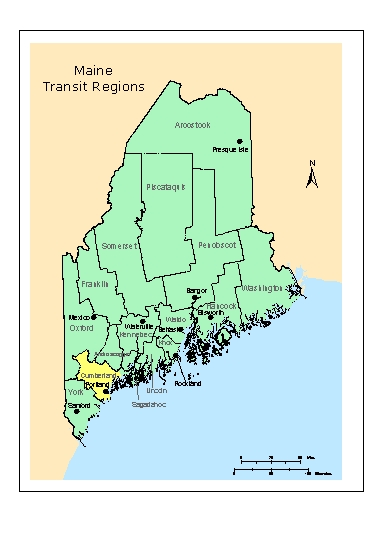 Maine
Transit Regions
Aroostook
Presque Isle
N
Piscataquis
Somerset
Penobscot
Franklin
Washington
Bangor
Hancock
Ellsworth
Mexico
Oxford
Waterville
Kennebec
Waldo
Belfast
Knox
Androscoggin
Cumberland
Portland
Rockland
Lincoln
Sagadahoc
York
Sanford